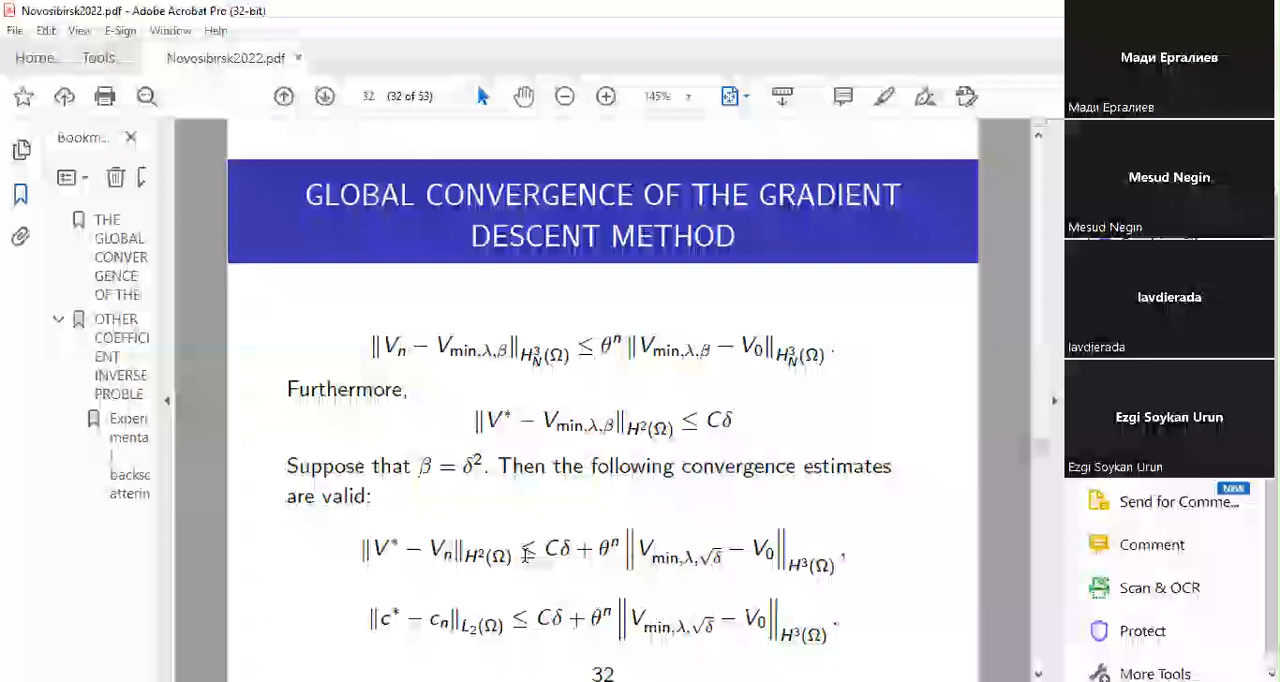 Novosibirsk2022.pdf - Adobe Acrobat Pro (32-bit)
File Edit View E-Sign Window Help
Home Tools Novosibirsk2022.pdf ×
32 (32 of 53) 145%
Bookm...
THE
GLOBAL
CONVER
GENCE
OF THE
OTHER
COEFFICI
ENT
INVERSE
PROBLE
Experi
menta
l
backsc
atterin
GLOBAL CONVERGENCE OF THE GRADIENT
DESCENT METHOD
‖V_n − V_{min,λ,β}‖_{H^3_N(Ω)} ≤ θ^n ‖V_{min,λ,β} − V_0‖_{H^3_N(Ω)} .
Furthermore,
‖V* − V_{min,λ,β}‖_{H^2(Ω)} ≤ Cδ
Suppose that β = δ². Then the following convergence estimates
are valid:
‖V* − V_n‖_{H^2(Ω)} ≤ Cδ + θ^n ‖V_{min,λ,√δ} − V_0‖_{H^3(Ω)} ,
‖c* − c_n‖_{L_2(Ω)} ≤ Cδ + θ^n ‖V_{min,λ,√δ} − V_0‖_{H^3(Ω)} .
32
Мади Ергалиев
Мади Ергалиев
Mesud Negin
Mesud Negin
lavdierada
lavdierada
Ezgi Soykan Urun
Ezgi Soykan Urun
NEW
Send for Comme...
Comment
Scan & OCR
Protect
More Tools